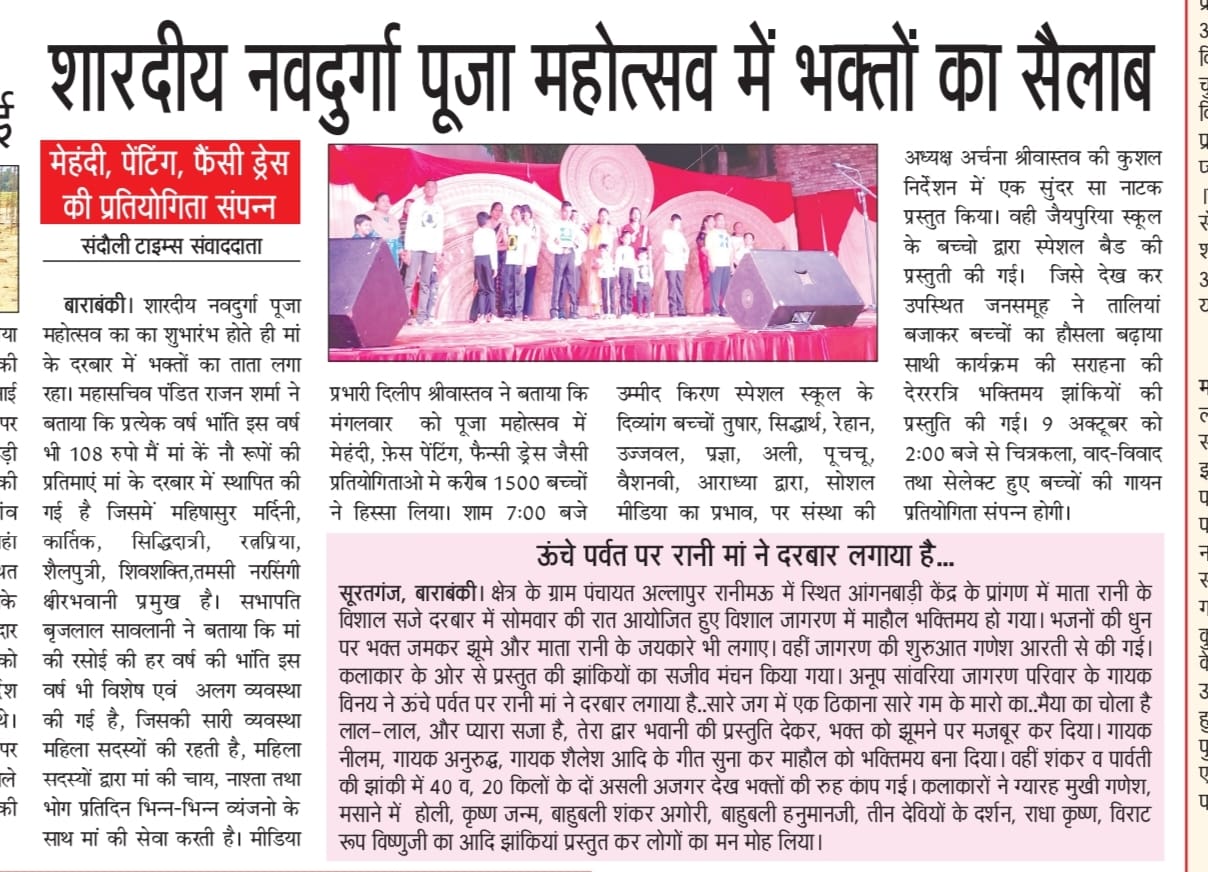 शारदीय नवदुर्गा पूजा महोत्सव में भक्तों का सैलाब
मेहंदी, पेंटिंग, फैंसी ड्रेस
की प्रतियोगिता संपन्न
संदौली टाइम्स संवाददाता
बाराबंकी। शारदीय नवदुर्गा पूजा
महोत्सव का का शुभारंभ होते ही मां
के दरबार में भक्तों का ताता लगा
रहा। महासचिव पंडित राजन शर्मा ने
बताया कि प्रत्येक वर्ष भांति इस वर्ष
भी 108 रुपो मैं मां कें नौ रूपों की
प्रतिमाएं मां के दरबार में स्थापित की
गई है जिसमें महिषासुर मर्दिनी,
कार्तिक, सिद्धिदात्री, रत्नप्रिया,
शैलपुत्री, शिवशक्ति,तमसी नरसिंगी
क्षीरभवानी प्रमुख है। सभापति
बृजलाल सावलानी ने बताया कि मां
की रसोई की हर वर्ष की भांति इस
वर्ष भी विशेष एवं अलग व्यवस्था
की गई है, जिसकी सारी व्यवस्था
महिला सदस्यों की रहती है, महिला
सदस्यों द्वारा मां की चाय, नाश्ता तथा
भोग प्रतिदिन भिन्न-भिन्न व्यंजनो के
साथ मां की सेवा करती है। मीडिया
प्रभारी दिलीप श्रीवास्तव ने बताया कि
मंगलवार को पूजा महोत्सव में
मेहंदी, फ़ेस पेंटिंग, फैन्सी ड्रेस जैसी
प्रतियोगिताओ मे करीब 1500 बच्चों
ने हिस्सा लिया। शाम 7:00 बजे
उम्मीद किरण स्पेशल स्कूल के
दिव्यांग बच्चों तुषार, सिद्धार्थ, रेहान,
उज्जवल, प्रज्ञा, अली, पूचचू,
वैशनवी, आराध्या द्वारा, सोशल
मीडिया का प्रभाव, पर संस्था की
अध्यक्ष अर्चना श्रीवास्तव की कुशल
निर्देशन में एक सुंदर सा नाटक
प्रस्तुत किया। वही जैयपुरिया स्कूल
के बच्चो द्वारा स्पेशल बैड की
प्रस्तुती की गई। जिसे देख कर
उपस्थित जनसमूह ने तालियां
बजाकर बच्चों का हौसला बढ़ाया
साथी कार्यक्रम की सराहना की
देरररत्रि भक्तिमय झांकियों की
प्रस्तुति की गई। 9 अक्टूबर को
2:00 बजे से चित्रकला, वाद-विवाद
तथा सेलेक्ट हुए बच्चों की गायन
प्रतियोगिता संपन्न होगी।
ऊंचे पर्वत पर रानी मां ने दरबार लगाया है...
सूरतगंज, बाराबंकी। क्षेत्र के ग्राम पंचायत अल्लापुर रानीमऊ में स्थित आंगनबाड़ी केंद्र के प्रांगण में माता रानी के
विशाल सजे दरबार में सोमवार की रात आयोजित हुए विशाल जागरण में माहौल भक्तिमय हो गया। भजनों की धुन
पर भक्त जमकर झूमे और माता रानी के जयकारे भी लगाए। वहीं जागरण की शुरुआत गणेश आरती से की गई।
कलाकार के ओर से प्रस्तुत की झांकियों का सजीव मंचन किया गया। अनूप सांवरिया जागरण परिवार के गायक
विनय ने ऊंचे पर्वत पर रानी मां ने दरबार लगाया है..सारे जग में एक ठिकाना सारे गम के मारो का..मैया का चोला है
लाल-लाल, और प्यारा सजा है, तेरा द्वार भवानी की प्रस्तुति देकर, भक्त को झूमने पर मजबूर कर दिया। गायक
नीलम, गायक अनुरुद्ध, गायक शैलेश आदि के गीत सुना कर माहौल को भक्तिमय बना दिया। वहीं शंकर व पार्वती
की झांकी में 40 व, 20 किलों के दों असली अजगर देख भक्तों की रुह कांप गई। कलाकारों ने ग्यारह मुखी गणेश,
मसाने में होली, कृष्ण जन्म, बाहुबली शंकर अगोरी, बाहुबली हनुमानजी, तीन देवियों के दर्शन, राधा कृष्ण, विराट
रूप विष्णुजी का आदि झांकियां प्रस्तुत कर लोगों का मन मोह लिया।